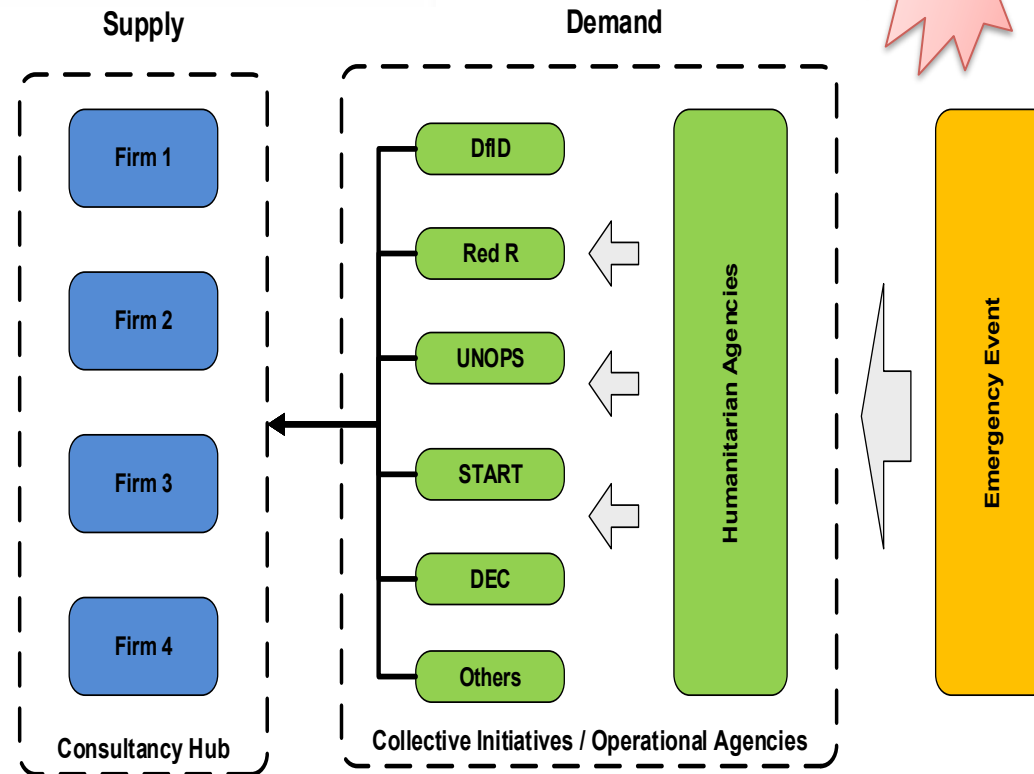 Supply
Demand
Firm 1
Firm 2
Firm 3
Firm 4
Consultancy Hub
DfID
Red R
UNOPS
START
DEC
Others
Humanitarian Agencies
Collective Initiatives / Operational Agencies
Emergency Event